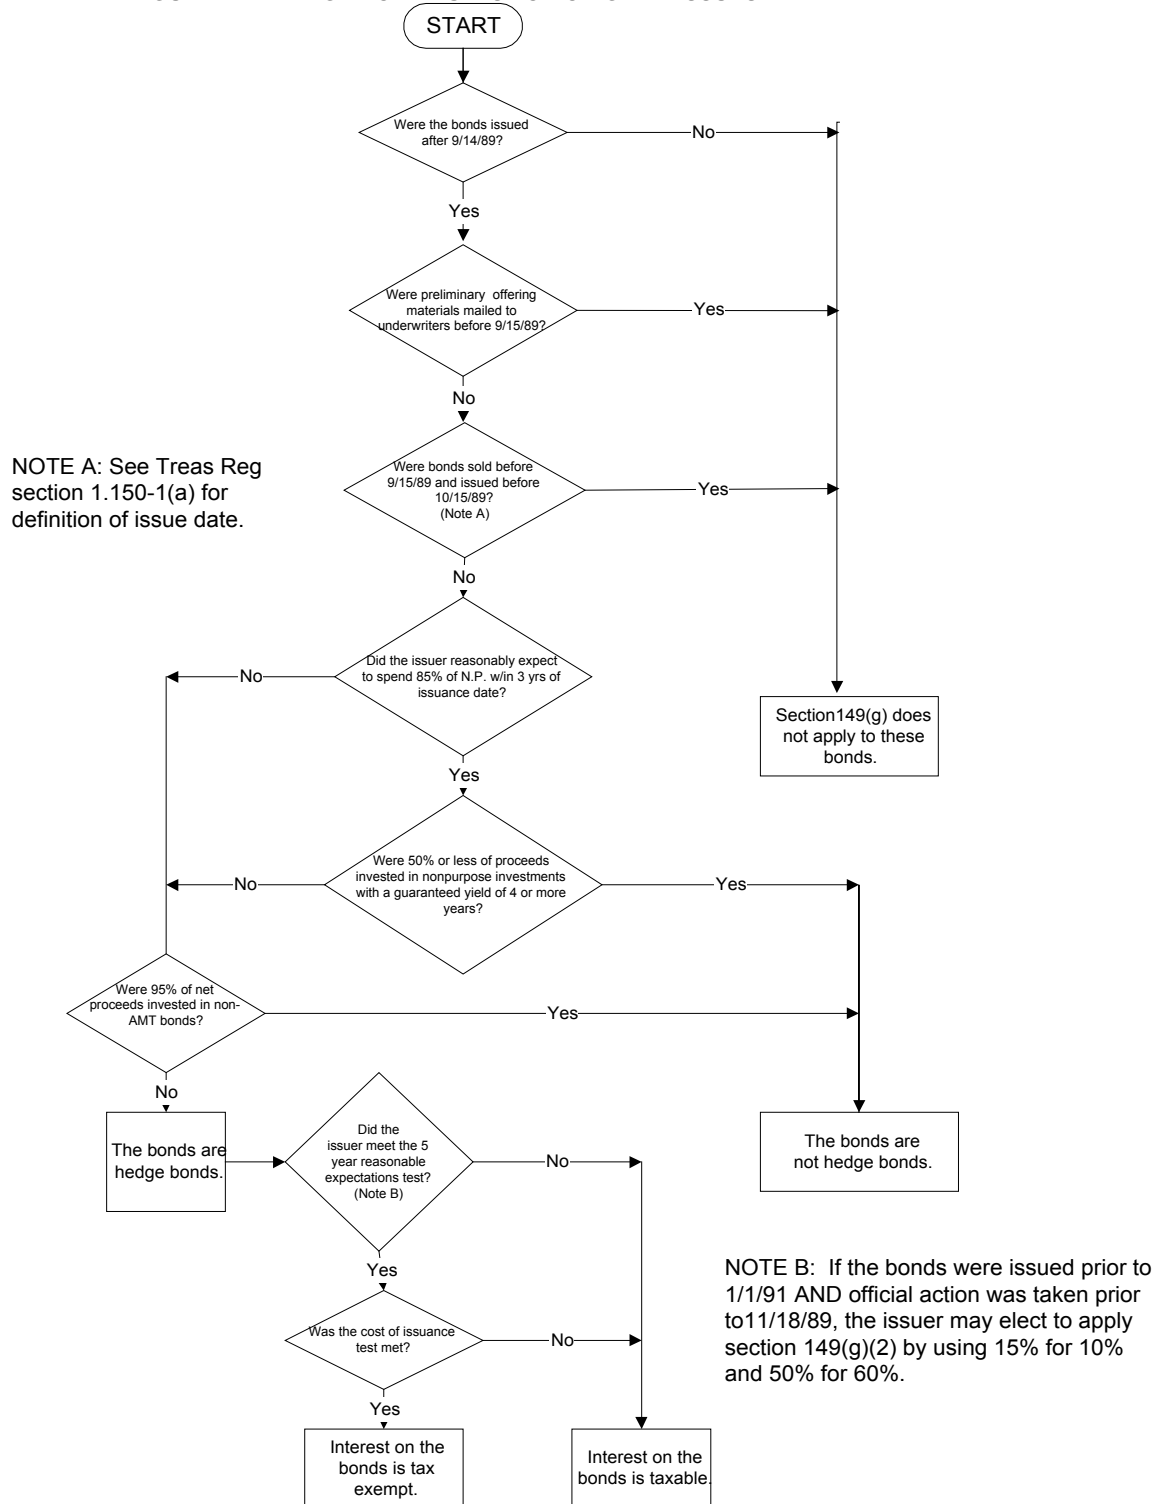 START
Were the bonds issued
after 9/14/89?
No
Yes
Were preliminary offering
materials mailed to
underwriters before 9/15/89?
Yes
No
NOTE A: See Treas Reg
section 1.150-1(a) for
definition of issue date.
Were bonds sold before
9/15/89 and issued before
10/15/89?
(Note A)
Yes
No
Did the issuer reasonably expect
to spend 85% of N.P. w/in 3 yrs of
issuance date?
No
Yes
Section149(g) does
not apply to these
bonds.
Were 50% or less of proceeds
invested in nonpurpose investments
with a guaranteed yield of 4 or more
years?
No
Yes
Were 95% of net
proceeds invested in non-
AMT bonds?
Yes
No
The bonds are
hedge bonds.
Did the
issuer meet the 5
year reasonable
expectations test?
(Note B)
No
Yes
The bonds are
not hedge bonds.
Was the cost of issuance
test met?
No
Yes
NOTE B: If the bonds were issued prior to
1/1/91 AND official action was taken prior
to11/18/89, the issuer may elect to apply
section 149(g)(2) by using 15% for 10%
and 50% for 60%.
Interest on the
bonds is tax
exempt.
Interest on the
bonds is taxable.